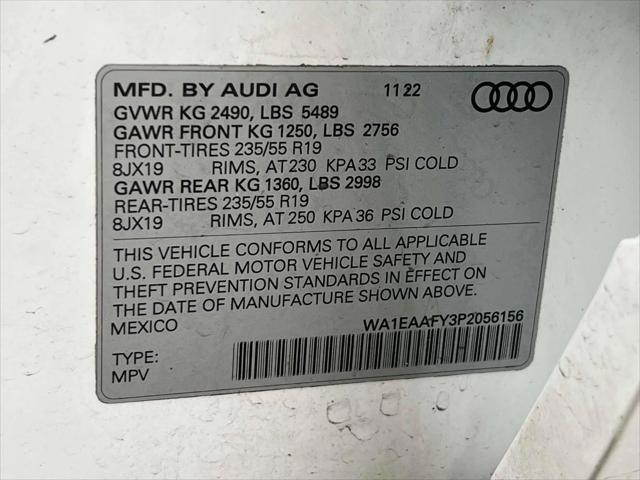 MFD. BY AUDI AG 11 22
GVWR KG 2490, LBS 5489
GAWR FRONT KG 1250, LBS 2756
FRONT-TIRES 235/55 R19
8JX19 RIMS, AT 230 KPA 33 PSI COLD
GAWR REAR KG 1360, LBS 2998
REAR-TIRES 235/55 R19
8JX19 RIMS, AT 250 KPA 36 PSI COLD
THIS VEHICLE CONFORMS TO ALL APPLICABLE
U.S. FEDERAL MOTOR VEHICLE SAFETY AND
THEFT PREVENTION STANDARDS IN EFFECT ON
THE DATE OF MANUFACTURE SHOWN ABOVE.
MEXICO WA1EAAFY3P2056156
TYPE:
MPV